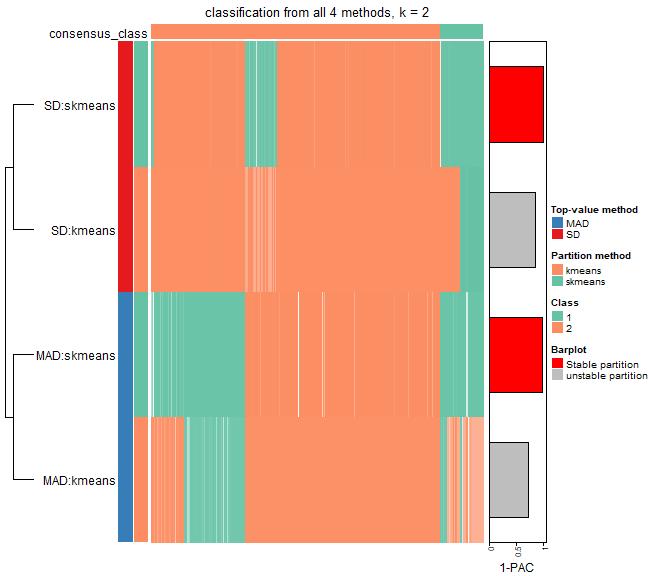 classification from all 4 methods, k = 2
consensus_class
SD:skmeans
SD:kmeans
MAD:skmeans
MAD:kmeans
0
0.5
1
1-PAC
Top-value method
MAD
SD
Partition method
kmeans
skmeans
Class
1
2
Barplot
Stable partition
unstable partition